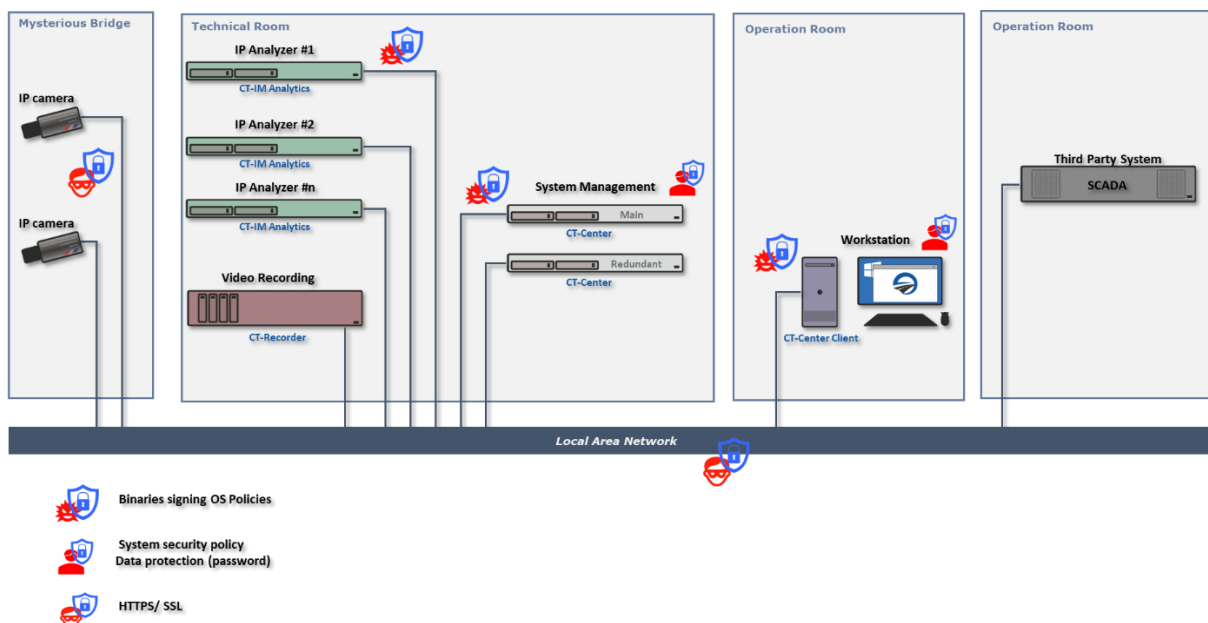 Mysterious Bridge
IP camera
IP camera
Technical Room
IP Analyzer #1
CT-IM Analytics
IP Analyzer #2
CT-IM Analytics
IP Analyzer #n
CT-IM Analytics
Video Recording
CT-Recorder
System Management
Main
CT-Center
Redundant
CT-Center
Operation Room
Workstation
CT-Center Client
Operation Room
Third Party System
SCADA
Local Area Network
Binaries signing OS Policies
System security policy
Data protection (password)
HTTPS/ SSL